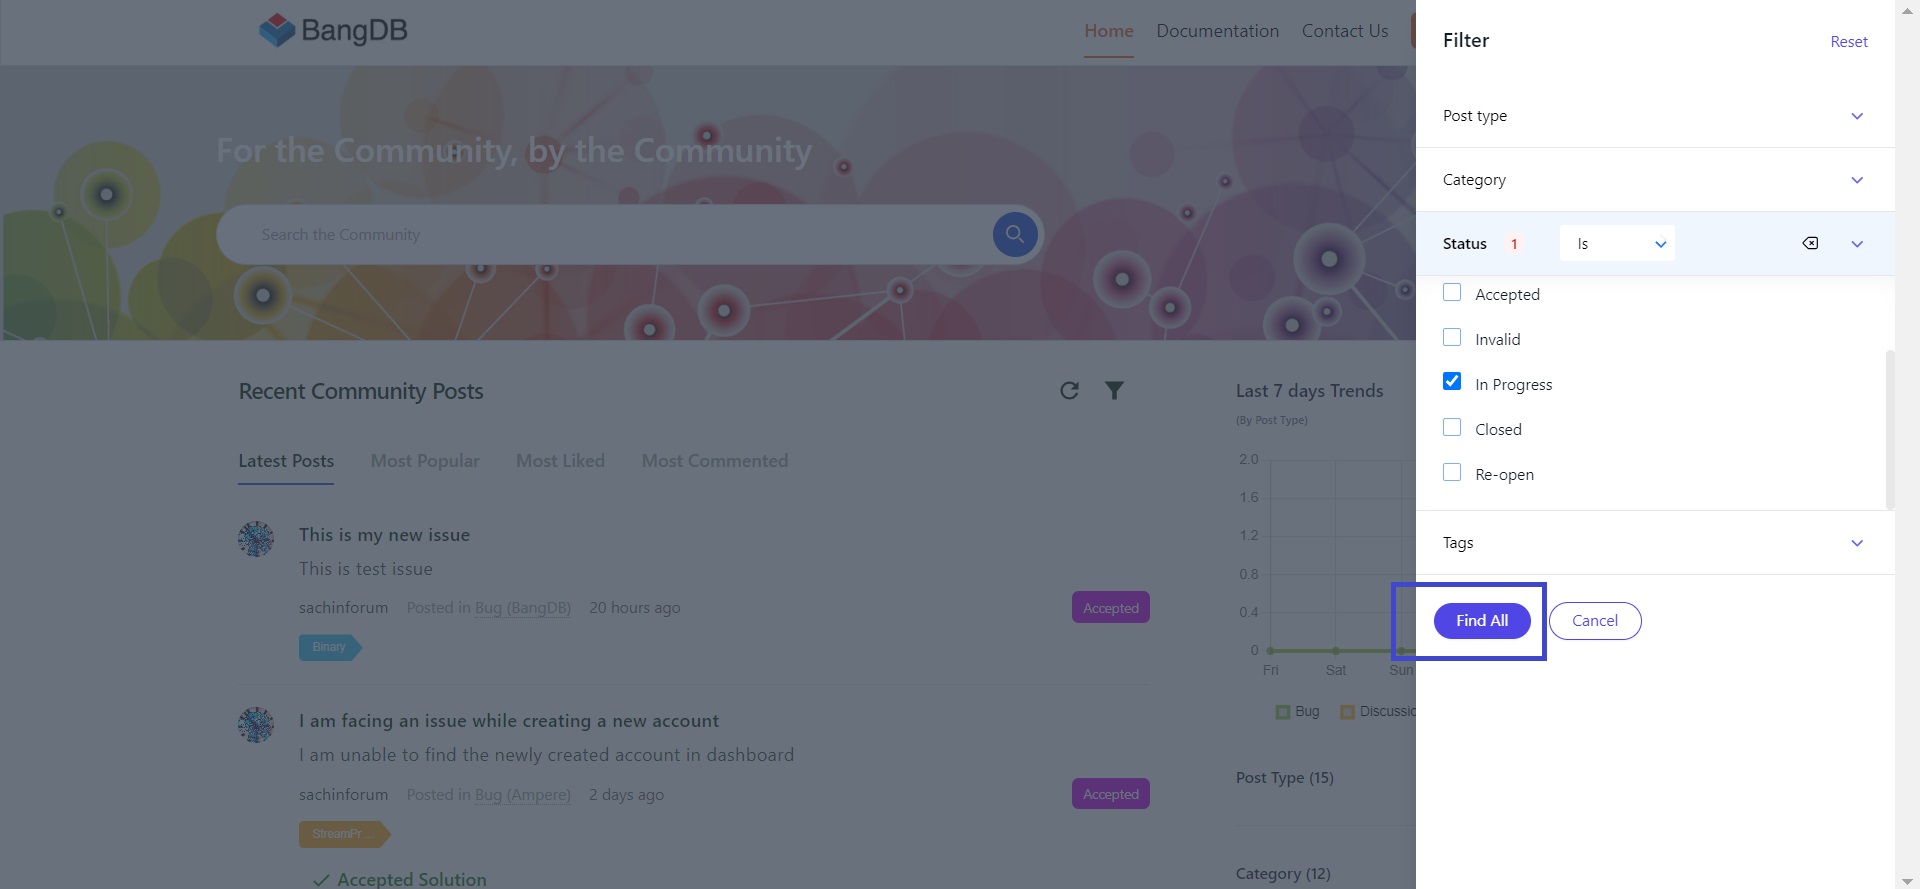 BangDB
Home Documentation Contact Us
For the Community, by the Community
Search the Community
Recent Community Posts
Latest Posts Most Popular Most Liked Most Commented
This is my new issue
This is test issue
sachinforum Posted in Bug (BangDB) 20 hours ago
Accepted
Binary
I am facing an issue while creating a new account
I am unable to find the newly created account in dashboard
sachinforum Posted in Bug (Ampere) 2 days ago
Accepted
StreamPr...
Accepted Solution
Last 7 days Trends
(By Post Type)
2.0
1.6
1.2
0.8
0.4
0
Fri Sat Sun
Bug Discussio
Post Type (15)
Category (12)
Filter
Reset
Post type
Category
Status 1 Is
Accepted
Invalid
In Progress
Closed
Re-open
Tags
Find All Cancel